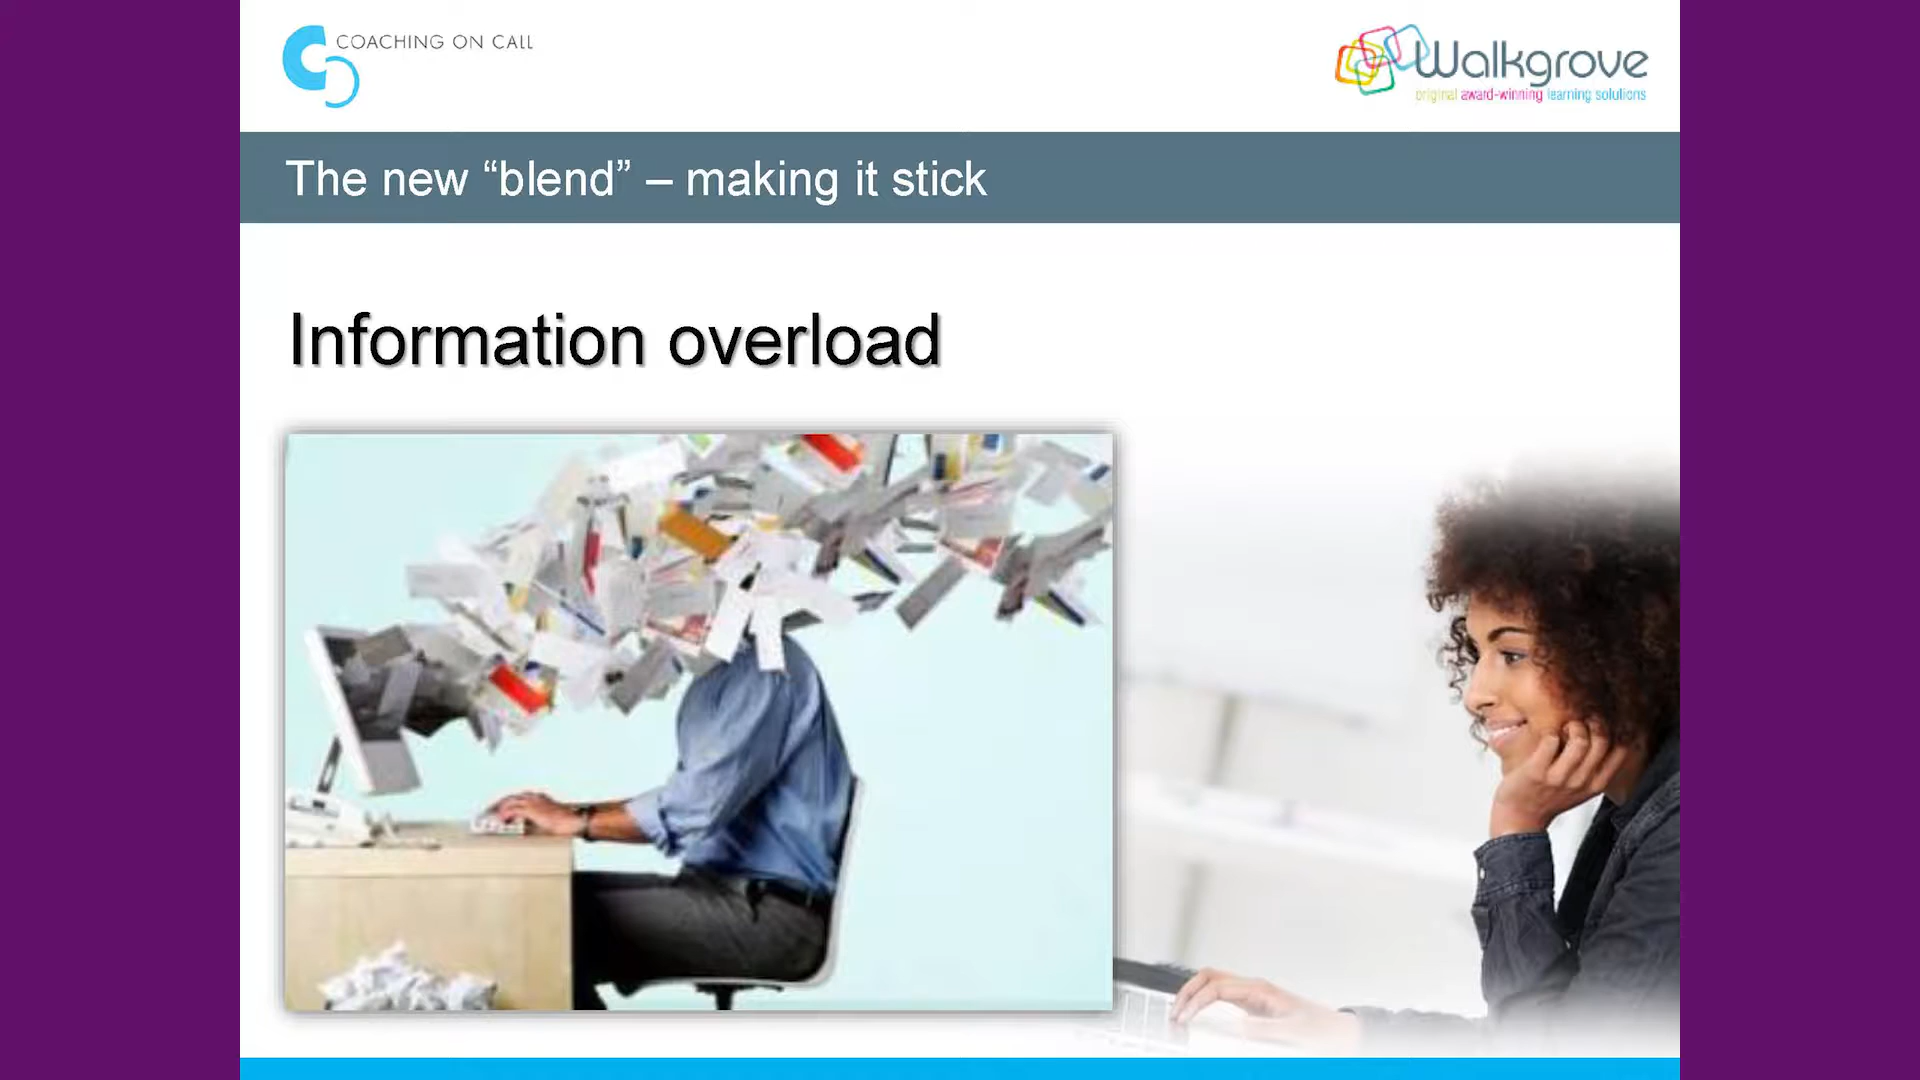 COACHING ON CALL
Walkgrove
original award-winning learning solutions
The new “blend” – making it stick
Information overload